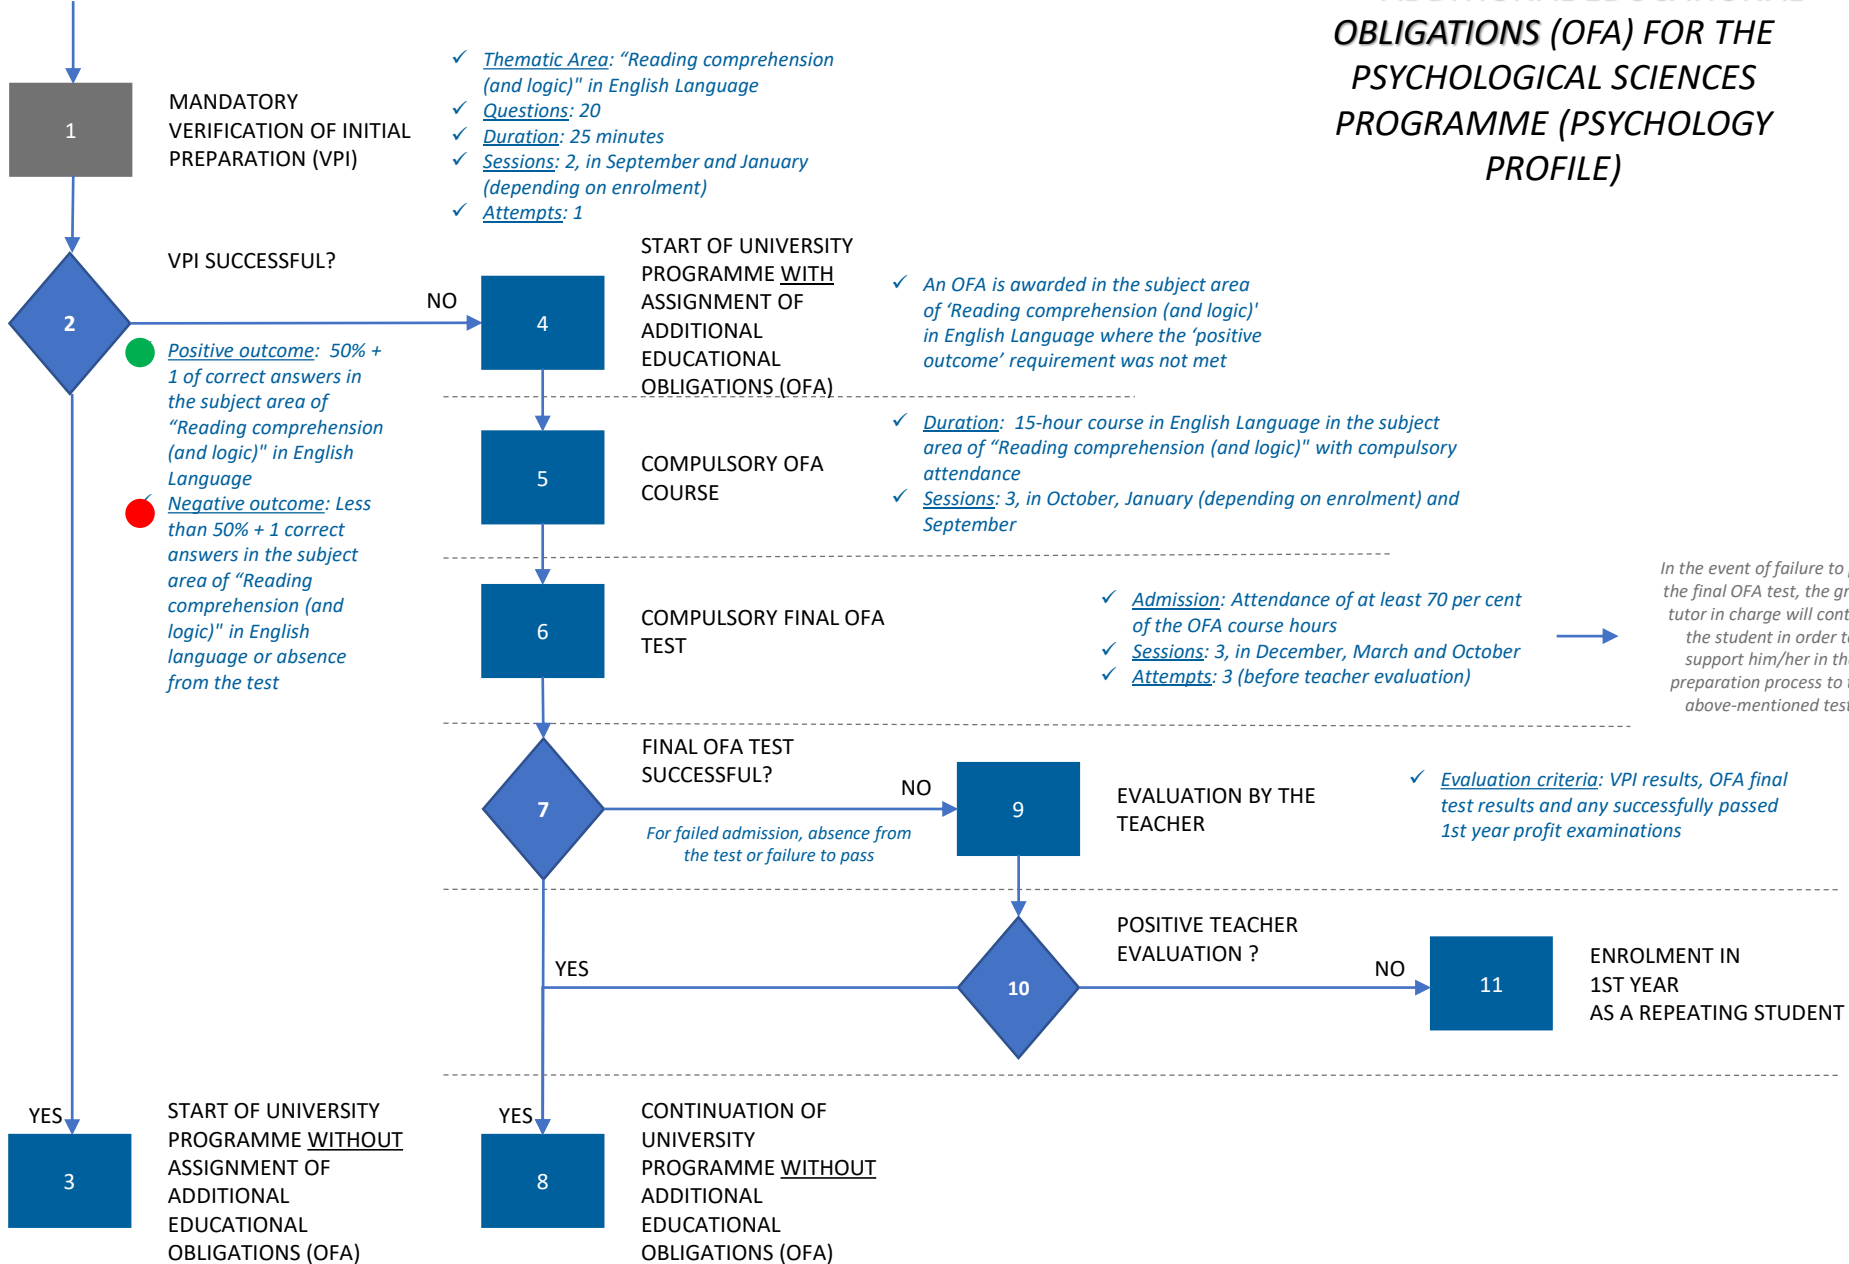 OBLIGATIONS (OFA) FOR THE
PSYCHOLOGICAL SCIENCES
PROGRAMME (PSYCHOLOGY
PROFILE)
1
MANDATORY
VERIFICATION OF INITIAL
PREPARATION (VPI)
✓ Thematic Area: “Reading comprehension
(and logic)" in English Language
✓ Questions: 20
✓ Duration: 25 minutes
✓ Sessions: 2, in September and January
(depending on enrolment)
✓ Attempts: 1
2
VPI SUCCESSFUL?
NO
Positive outcome: 50% +
1 of correct answers in
the subject area of
“Reading comprehension
(and logic)" in English
Language
✓ Negative outcome: Less
than 50% + 1 correct
answers in the subject
area of “Reading
comprehension (and
logic)" in English
language or absence
from the test
4
START OF UNIVERSITY
PROGRAMME WITH
ASSIGNMENT OF
ADDITIONAL
EDUCATIONAL
OBLIGATIONS (OFA)
✓ An OFA is awarded in the subject area
of ‘Reading comprehension (and logic)'
in English Language where the ‘positive
outcome’ requirement was not met
5
COMPULSORY OFA
COURSE
✓ Duration: 15-hour course in English Language in the subject
area of “Reading comprehension (and logic)" with compulsory
attendance
✓ Sessions: 3, in October, January (depending on enrolment) and
September
6
COMPULSORY FINAL OFA
TEST
✓ Admission: Attendance of at least 70 per cent
of the OFA course hours
✓ Sessions: 3, in December, March and October
✓ Attempts: 3 (before teacher evaluation)
In the event of failure to
the final OFA test, the
tutor in charge will
the student in order
support him/her in
preparation process to
above-mentioned test
7
FINAL OFA TEST
SUCCESSFUL?
NO
For failed admission, absence from
the test or failure to pass
9
EVALUATION BY THE
TEACHER
✓ Evaluation criteria: VPI results, OFA final
test results and any successfully passed
1st year profit examinations
10
POSITIVE TEACHER
EVALUATION ?
YES
NO
11
ENROLMENT IN
1ST YEAR
AS A REPEATING STUDENT
YES
3
START OF UNIVERSITY
PROGRAMME WITHOUT
ASSIGNMENT OF
ADDITIONAL
EDUCATIONAL
OBLIGATIONS (OFA)
YES
8
CONTINUATION OF
UNIVERSITY
PROGRAMME WITHOUT
ADDITIONAL
EDUCATIONAL
OBLIGATIONS (OFA)